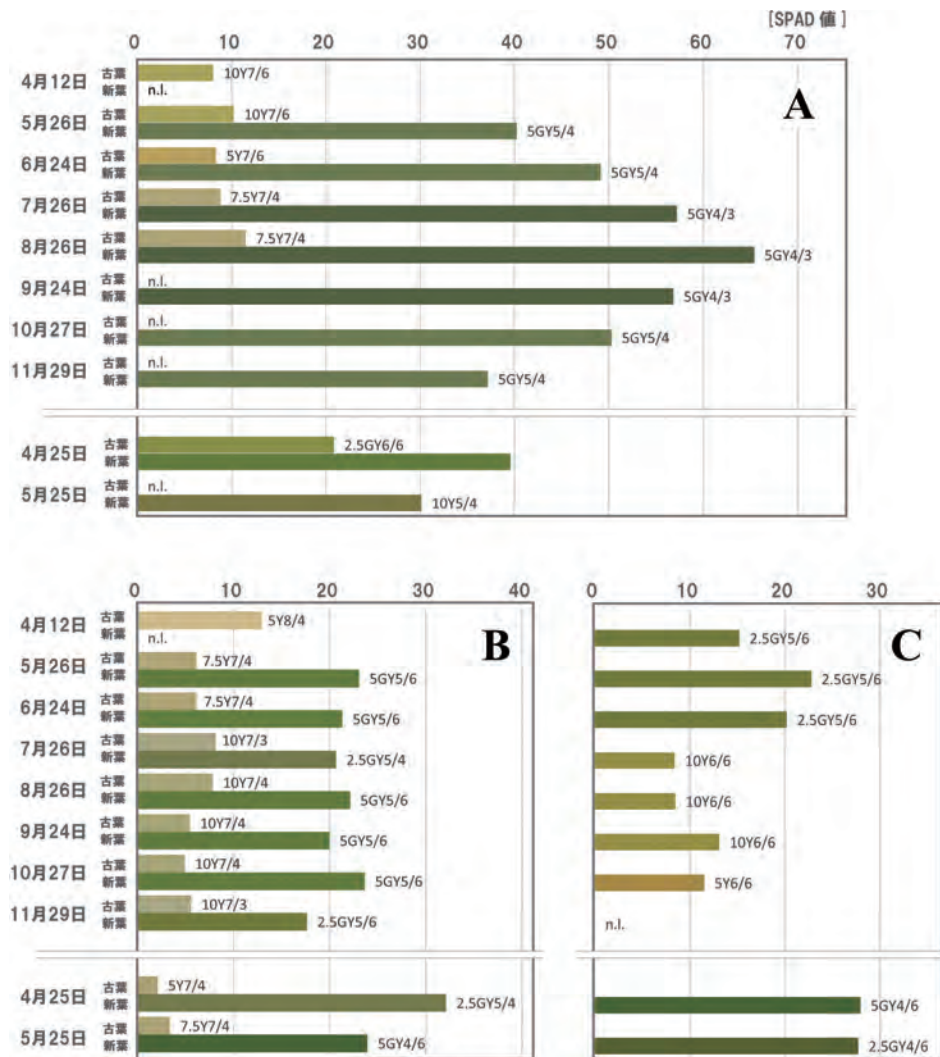 [SPAD 値]
0 10 20 30 40 50 60 70
A
4月12日 古葉 10Y7/6
新葉 n.l.
5月26日 古葉 10Y7/6
新葉 5GY5/4
6月24日 古葉 5Y7/6
新葉 5GY5/4
7月26日 古葉 7.5Y7/4
新葉 5GY4/3
8月26日 古葉 7.5Y7/4
新葉 5GY4/3
9月24日 古葉 n.l.
新葉 5GY4/3
10月27日 古葉 n.l.
新葉 5GY5/4
11月29日 古葉 n.l.
新葉 5GY5/4
4月25日 古葉 2.5GY6/6
新葉
5月25日 古葉 n.l.
新葉 10Y5/4
0 10 20 30 40
B
4月12日 古葉 5Y8/4
新葉 n.l.
5月26日 古葉 7.5Y7/4
新葉 5GY5/6
6月24日 古葉 7.5Y7/4
新葉 5GY5/6
7月26日 古葉 10Y7/3
新葉 2.5GY5/4
8月26日 古葉 10Y7/4
新葉 5GY5/6
9月24日 古葉 10Y7/4
新葉 5GY5/6
10月27日 古葉 10Y7/4
新葉 5GY5/6
11月29日 古葉 10Y7/3
新葉 2.5GY5/6
4月25日 古葉 5Y7/4
新葉 2.5GY5/4
5月25日 古葉 7.5Y7/4
新葉 5GY4/6
0 10 20 30
C
2.5GY5/6
2.5GY5/6
2.5GY5/6
10Y6/6
10Y6/6
10Y6/6
5Y6/6
n.l.
5GY4/6
2.5GY4/6